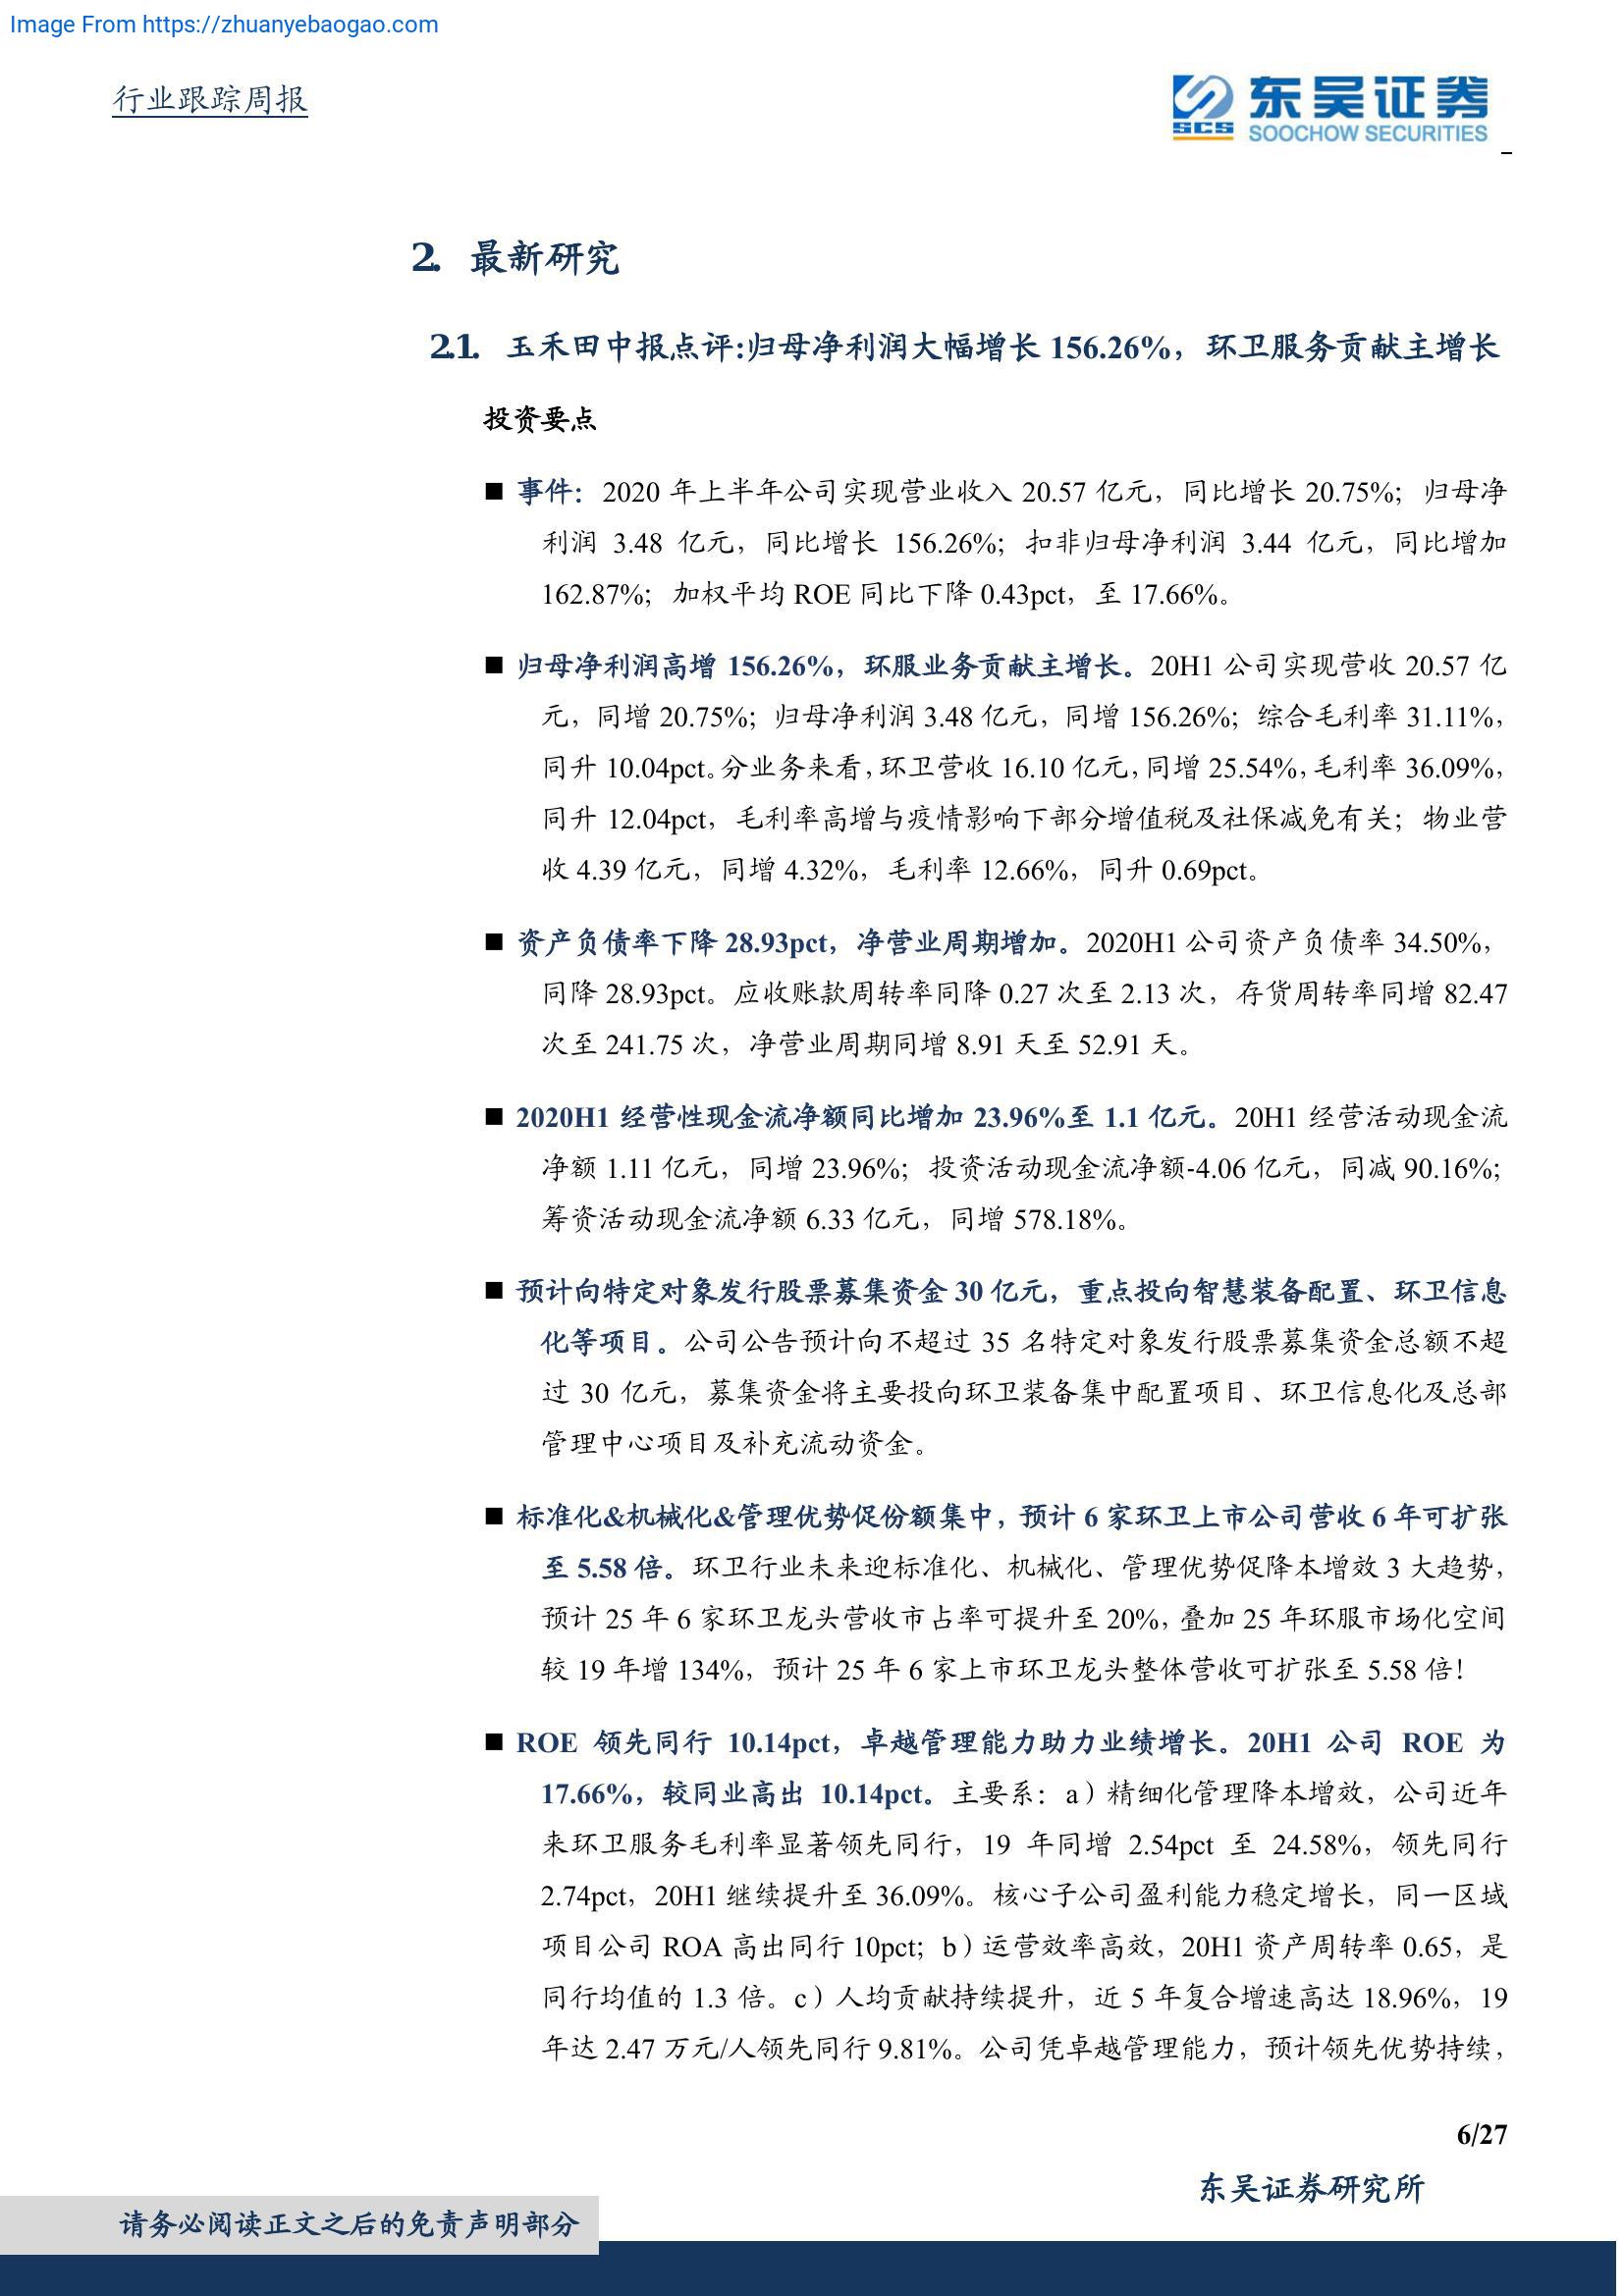 Image From https://zhuanyebaogao.com
行业跟踪周报
东吴证券
SCS
SOOCHOW SECURITIES
2. 最新研究
2.1. 玉禾田中报点评:归母净利润大幅增长 156.26%，环卫服务贡献主增长
投资要点
■ 事件：2020 年上半年公司实现营业收入 20.57 亿元，同比增长 20.75%；归母净
利润 3.48 亿元，同比增长 156.26%；扣非归母净利润 3.44 亿元，同比增加
162.87%；加权平均 ROE 同比下降 0.43pct，至 17.66%。
■ 归母净利润高增 156.26%，环服业务贡献主增长。20H1 公司实现营收 20.57 亿
元，同增 20.75%；归母净利润 3.48 亿元，同增 156.26%；综合毛利率 31.11%，
同升 10.04pct。分业务来看，环卫营收 16.10 亿元，同增 25.54%，毛利率 36.09%，
同升 12.04pct，毛利率高增与疫情影响下部分增值税及社保减免有关；物业营
收 4.39 亿元，同增 4.32%，毛利率 12.66%，同升 0.69pct。
■ 资产负债率下降 28.93pct，净营业周期增加。2020H1 公司资产负债率 34.50%，
同降 28.93pct。应收账款周转率同降 0.27 次至 2.13 次，存货周转率同增 82.47
次至 241.75 次，净营业周期同增 8.91 天至 52.91 天。
■ 2020H1 经营性现金流净额同比增加 23.96%至 1.1 亿元。20H1 经营活动现金流
净额 1.11 亿元，同增 23.96%；投资活动现金流净额-4.06 亿元，同减 90.16%；
筹资活动现金流净额 6.33 亿元，同增 578.18%。
■ 预计向特定对象发行股票募集资金 30 亿元，重点投向智慧装备配置、环卫信息
化等项目。公司公告预计向不超过 35 名特定对象发行股票募集资金总额不超
过 30 亿元，募集资金将主要投向环卫装备集中配置项目、环卫信息化及总部
管理中心项目及补充流动资金。
■ 标准化&机械化&管理优势促份额集中，预计 6 家环卫上市公司营收 6 年可扩张
至 5.58 倍。环卫行业未来迎标准化、机械化、管理优势促降本增效 3 大趋势，
预计 25 年 6 家环卫龙头营收市占率可提升至 20%，叠加 25 年环服市场化空间
较 19 年增 134%，预计 25 年 6 家上市环卫龙头整体营收可扩张至 5.58 倍！
■ ROE 领先同行 10.14pct，卓越管理能力助力业绩增长。20H1 公司 ROE 为
17.66%，较同业高出 10.14pct。主要系：a）精细化管理降本增效，公司近年
来环卫服务毛利率显著领先同行，19 年同增 2.54pct 至 24.58%，领先同行
2.74pct，20H1 继续提升至 36.09%。核心子公司盈利能力稳定增长，同一区域
项目公司 ROA 高出同行 10pct；b）运营效率高效，20H1 资产周转率 0.65，是
同行均值的 1.3 倍。c）人均贡献持续提升，近 5 年复合增速高达 18.96%，19
年达 2.47 万元/人领先同行 9.81%。公司凭卓越管理能力，预计领先优势持续，
6/27
东吴证券研究所
请务必阅读正文之后的免责声明部分